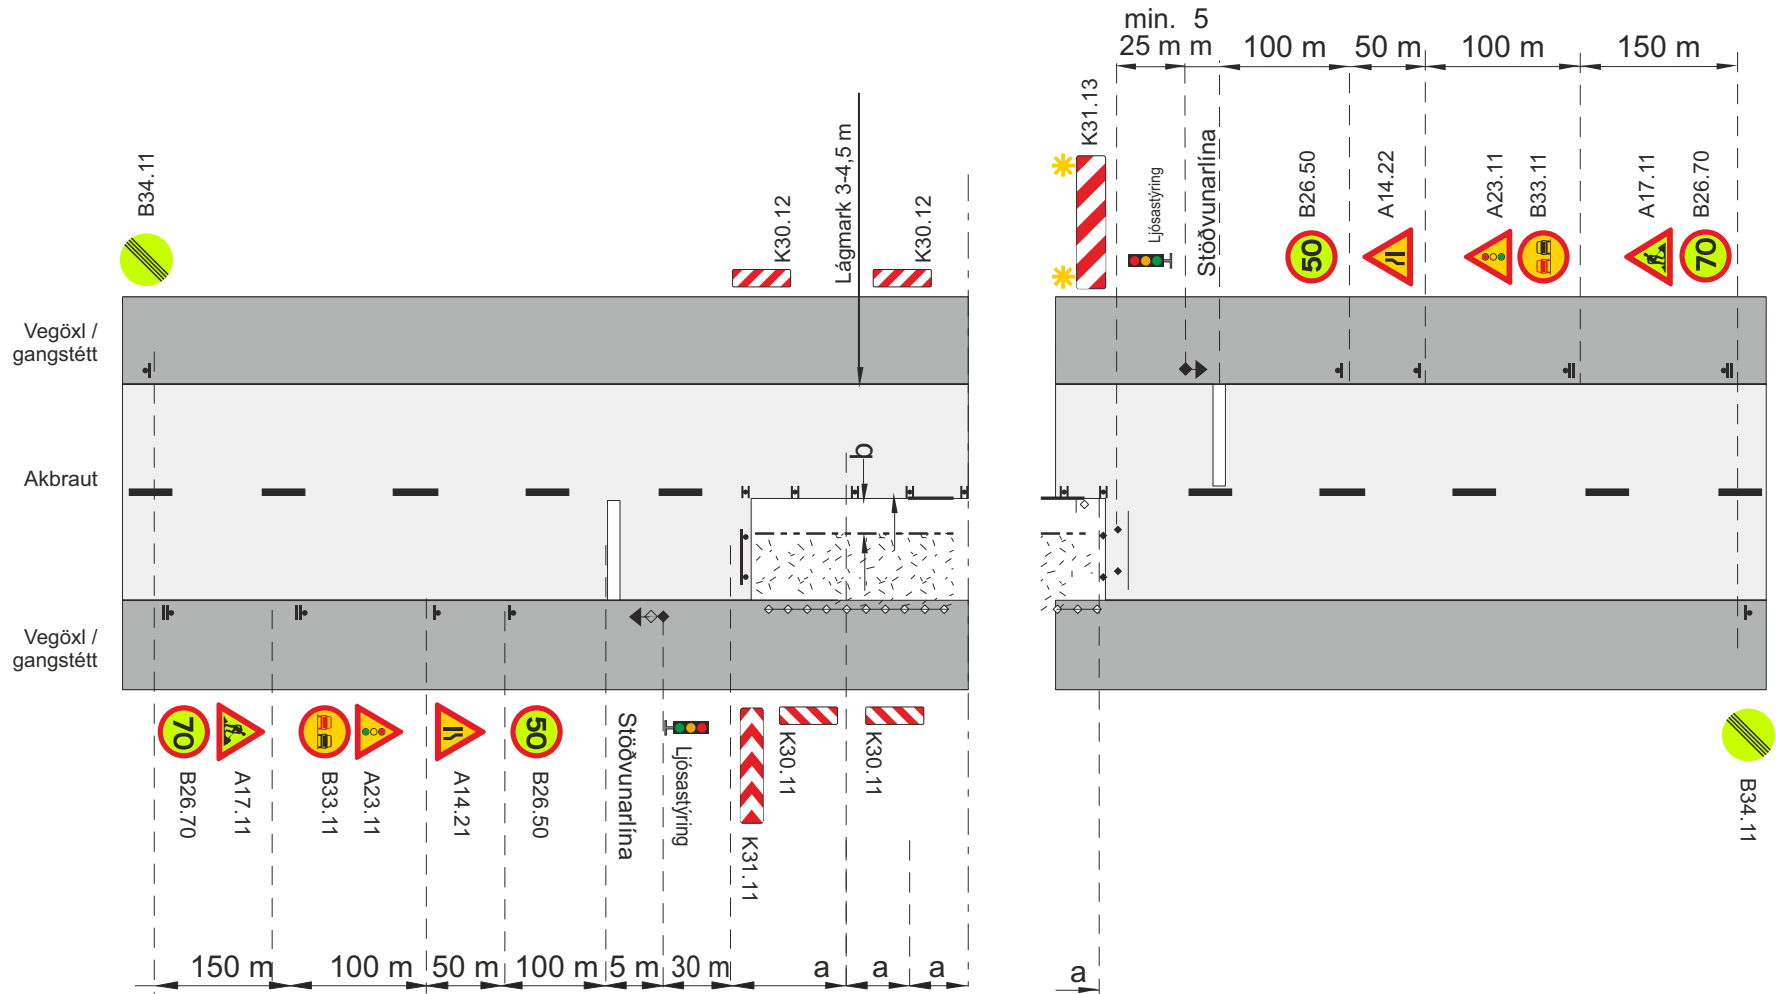 min. 5
25 m m
100 m
50 m
100 m
150 m
B34.11
K30.12
Lágmark 3-4,5 m
K30.12
K31.13
Ljósastýring
Stöðvunarlína
B26.50
A14.22
A23.11
B33.11
A17.11
B26.70
50
70
Vegöxl /
gangstétt
Akbraut
b
Vegöxl /
gangstétt
70
50
B26.70
A17.11
B33.11
A23.11
A14.21
B26.50
Stöðvunarlína
Ljósastýring
K31.11
K30.11
K30.11
B34.11
150 m
100 m
50 m
100 m
5 m
30 m
a
a
a
a